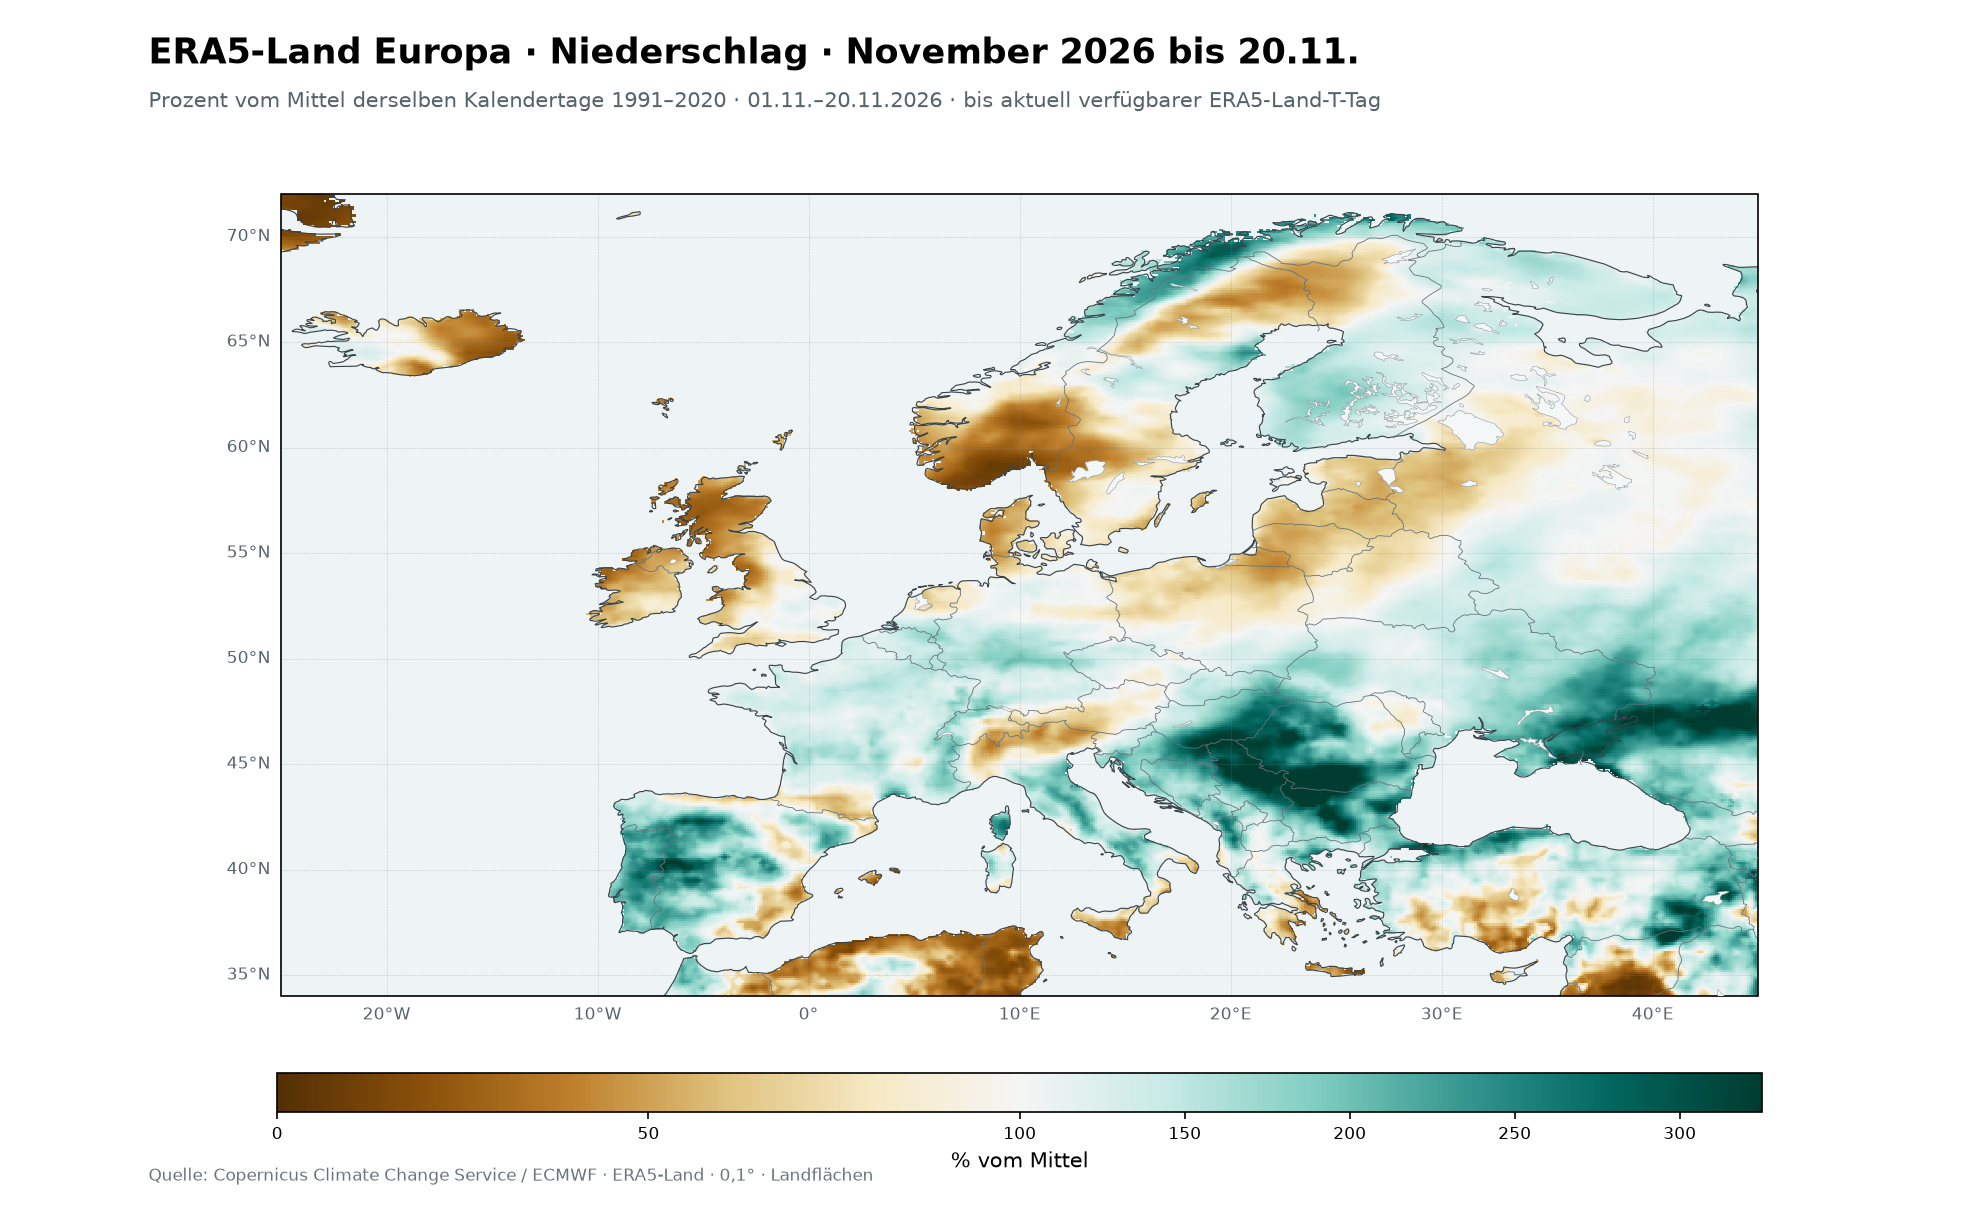 ERA5-Land Europa · Niederschlag · November 2026 bis 20.11.
Prozent vom Mittel derselben Kalendertage 1991–2020 · 01.11.–20.11.2026 · bis aktuell verfügbarer ERA5-Land-T-Tag
70°N
65°N
60°N
55°N
50°N
45°N
40°N
35°N
20°W 10°W 0° 10°E 20°E 30°E 40°E
0 50 100 150 200 250 300
% vom Mittel
Quelle: Copernicus Climate Change Service / ECMWF · ERA5-Land · 0,1° · Landflächen